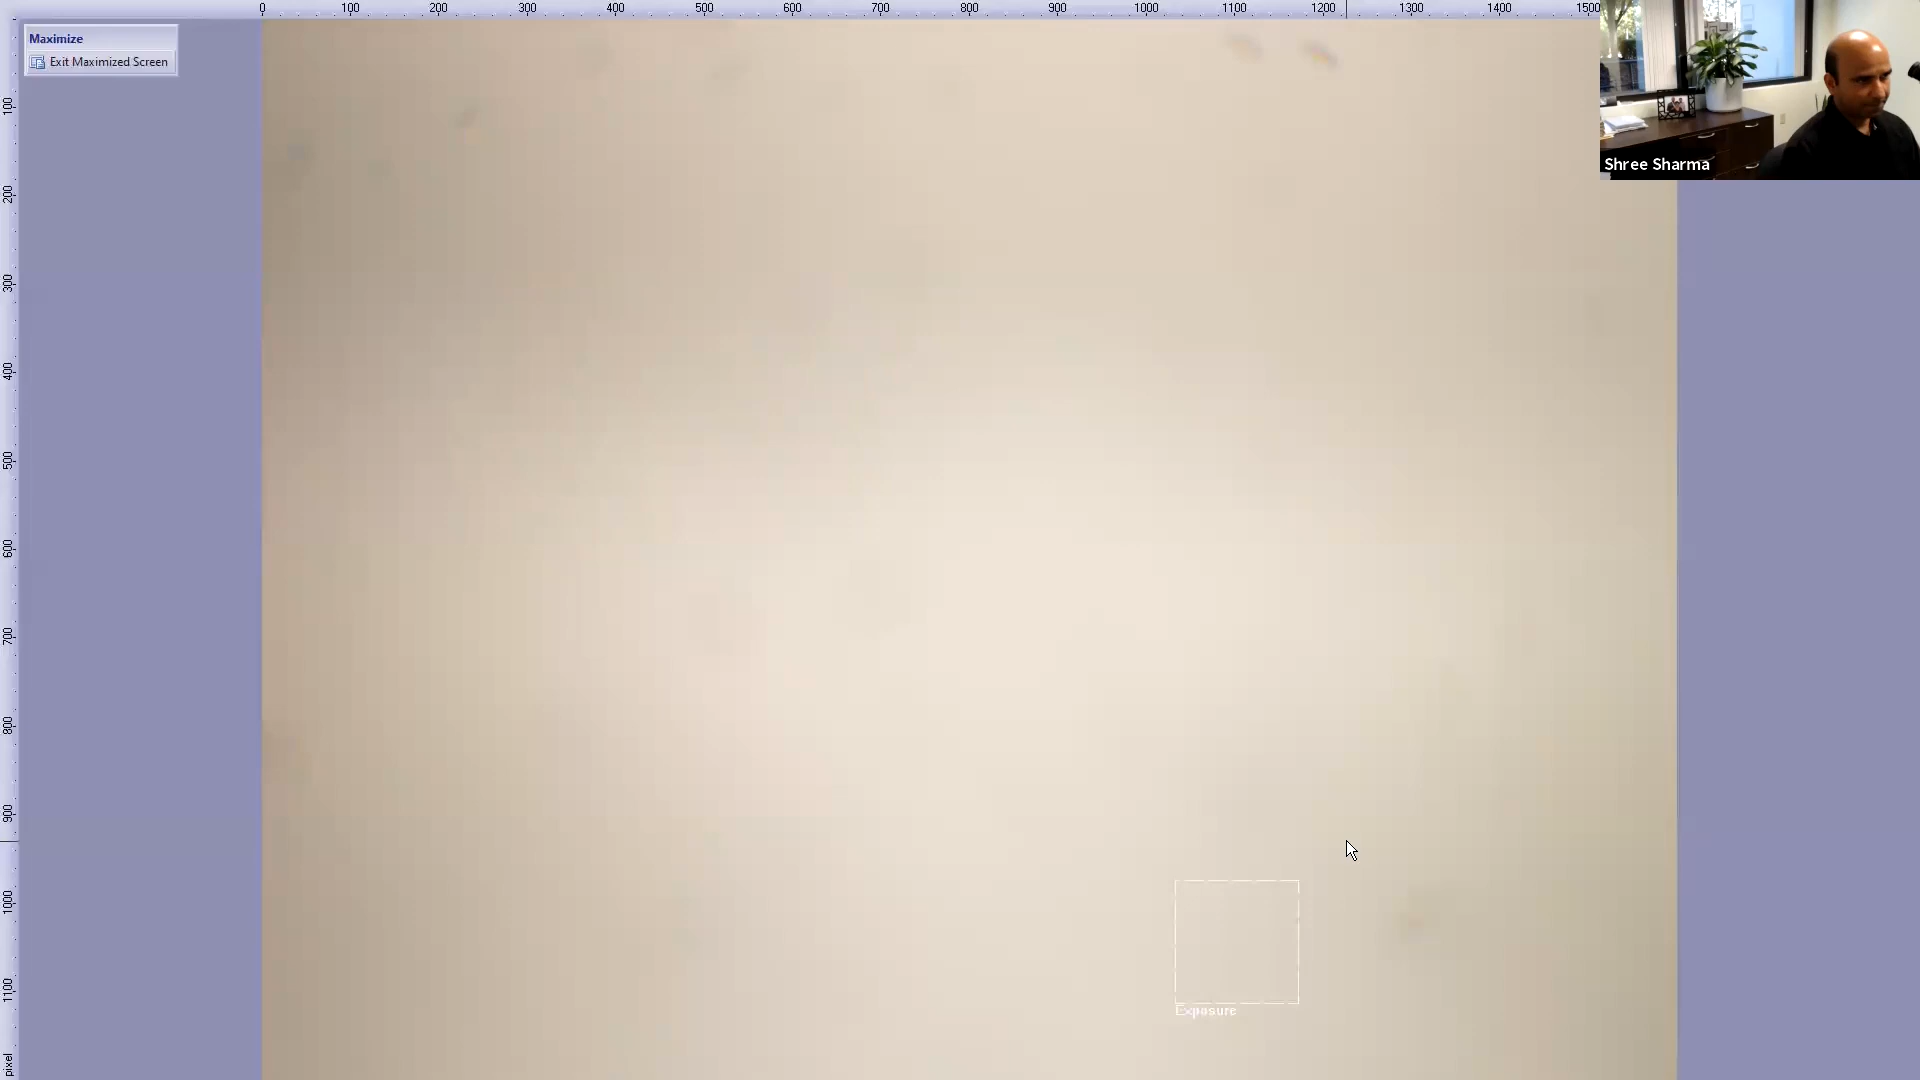 0 100 200 300 400 500 600 700 800 900 1000 1100 1200 1300 1400 1500
Maximize
Exit Maximized Screen
Shree Sharma
100
200
300
400
500
600
700
800
900
1000
1100
pixel
Exposure